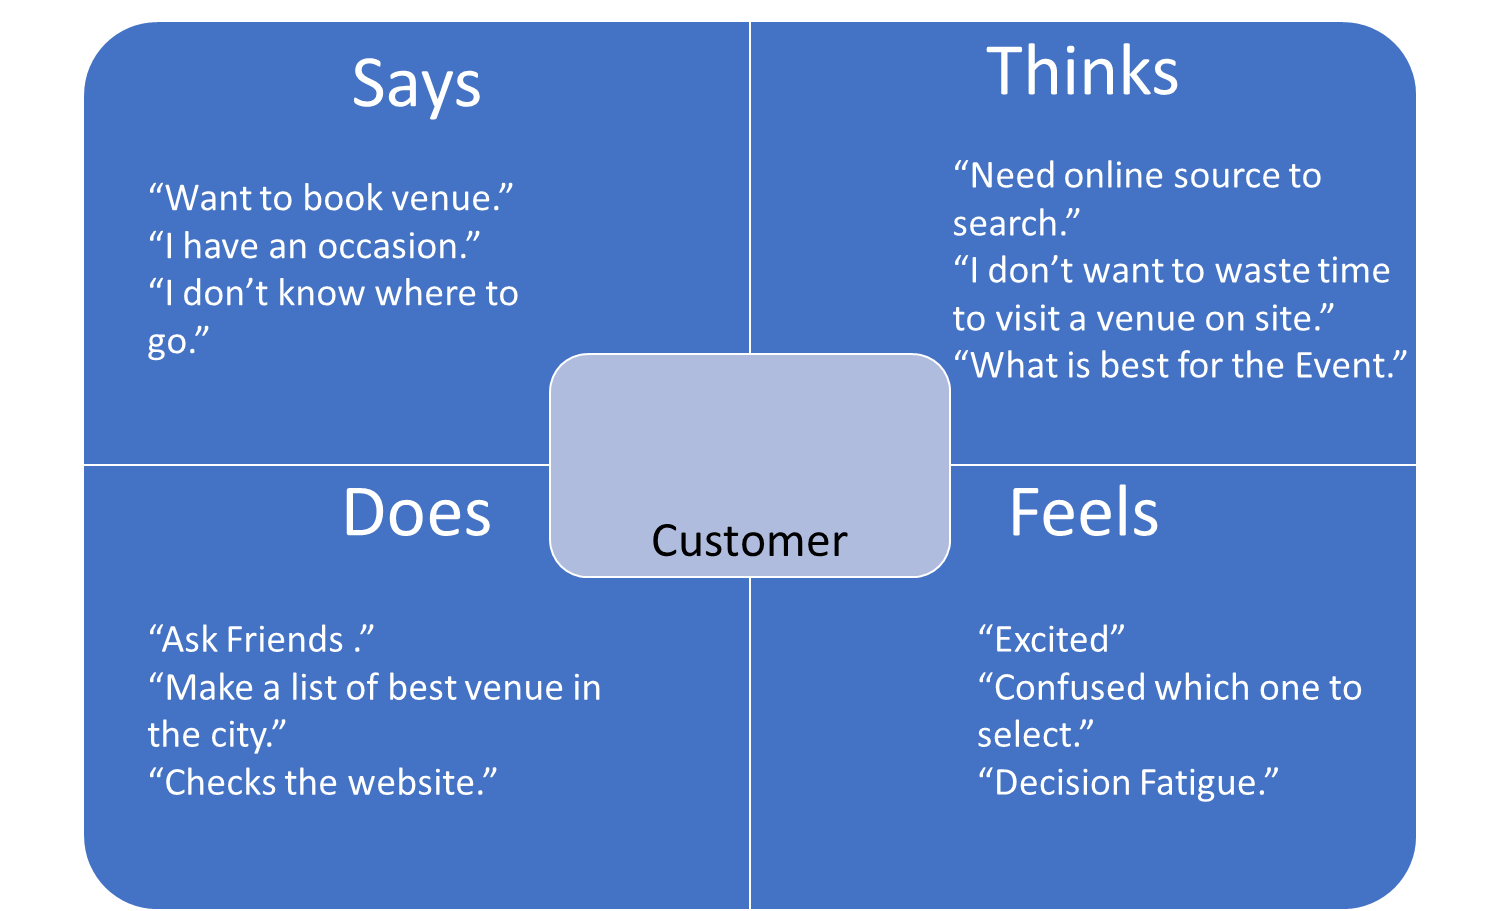 Says
“Want to book venue.”
“I have an occasion.”
“I don’t know where to
go.”
Thinks
“Need online source to
search.”
“I don’t want to waste time
to visit a venue on site.”
“What is best for the Event.”
Customer
Does
“Ask Friends .”
“Make a list of best venue in
the city.”
“Checks the website.”
Feels
“Excited”
“Confused which one to
select.”
“Decision Fatigue.”